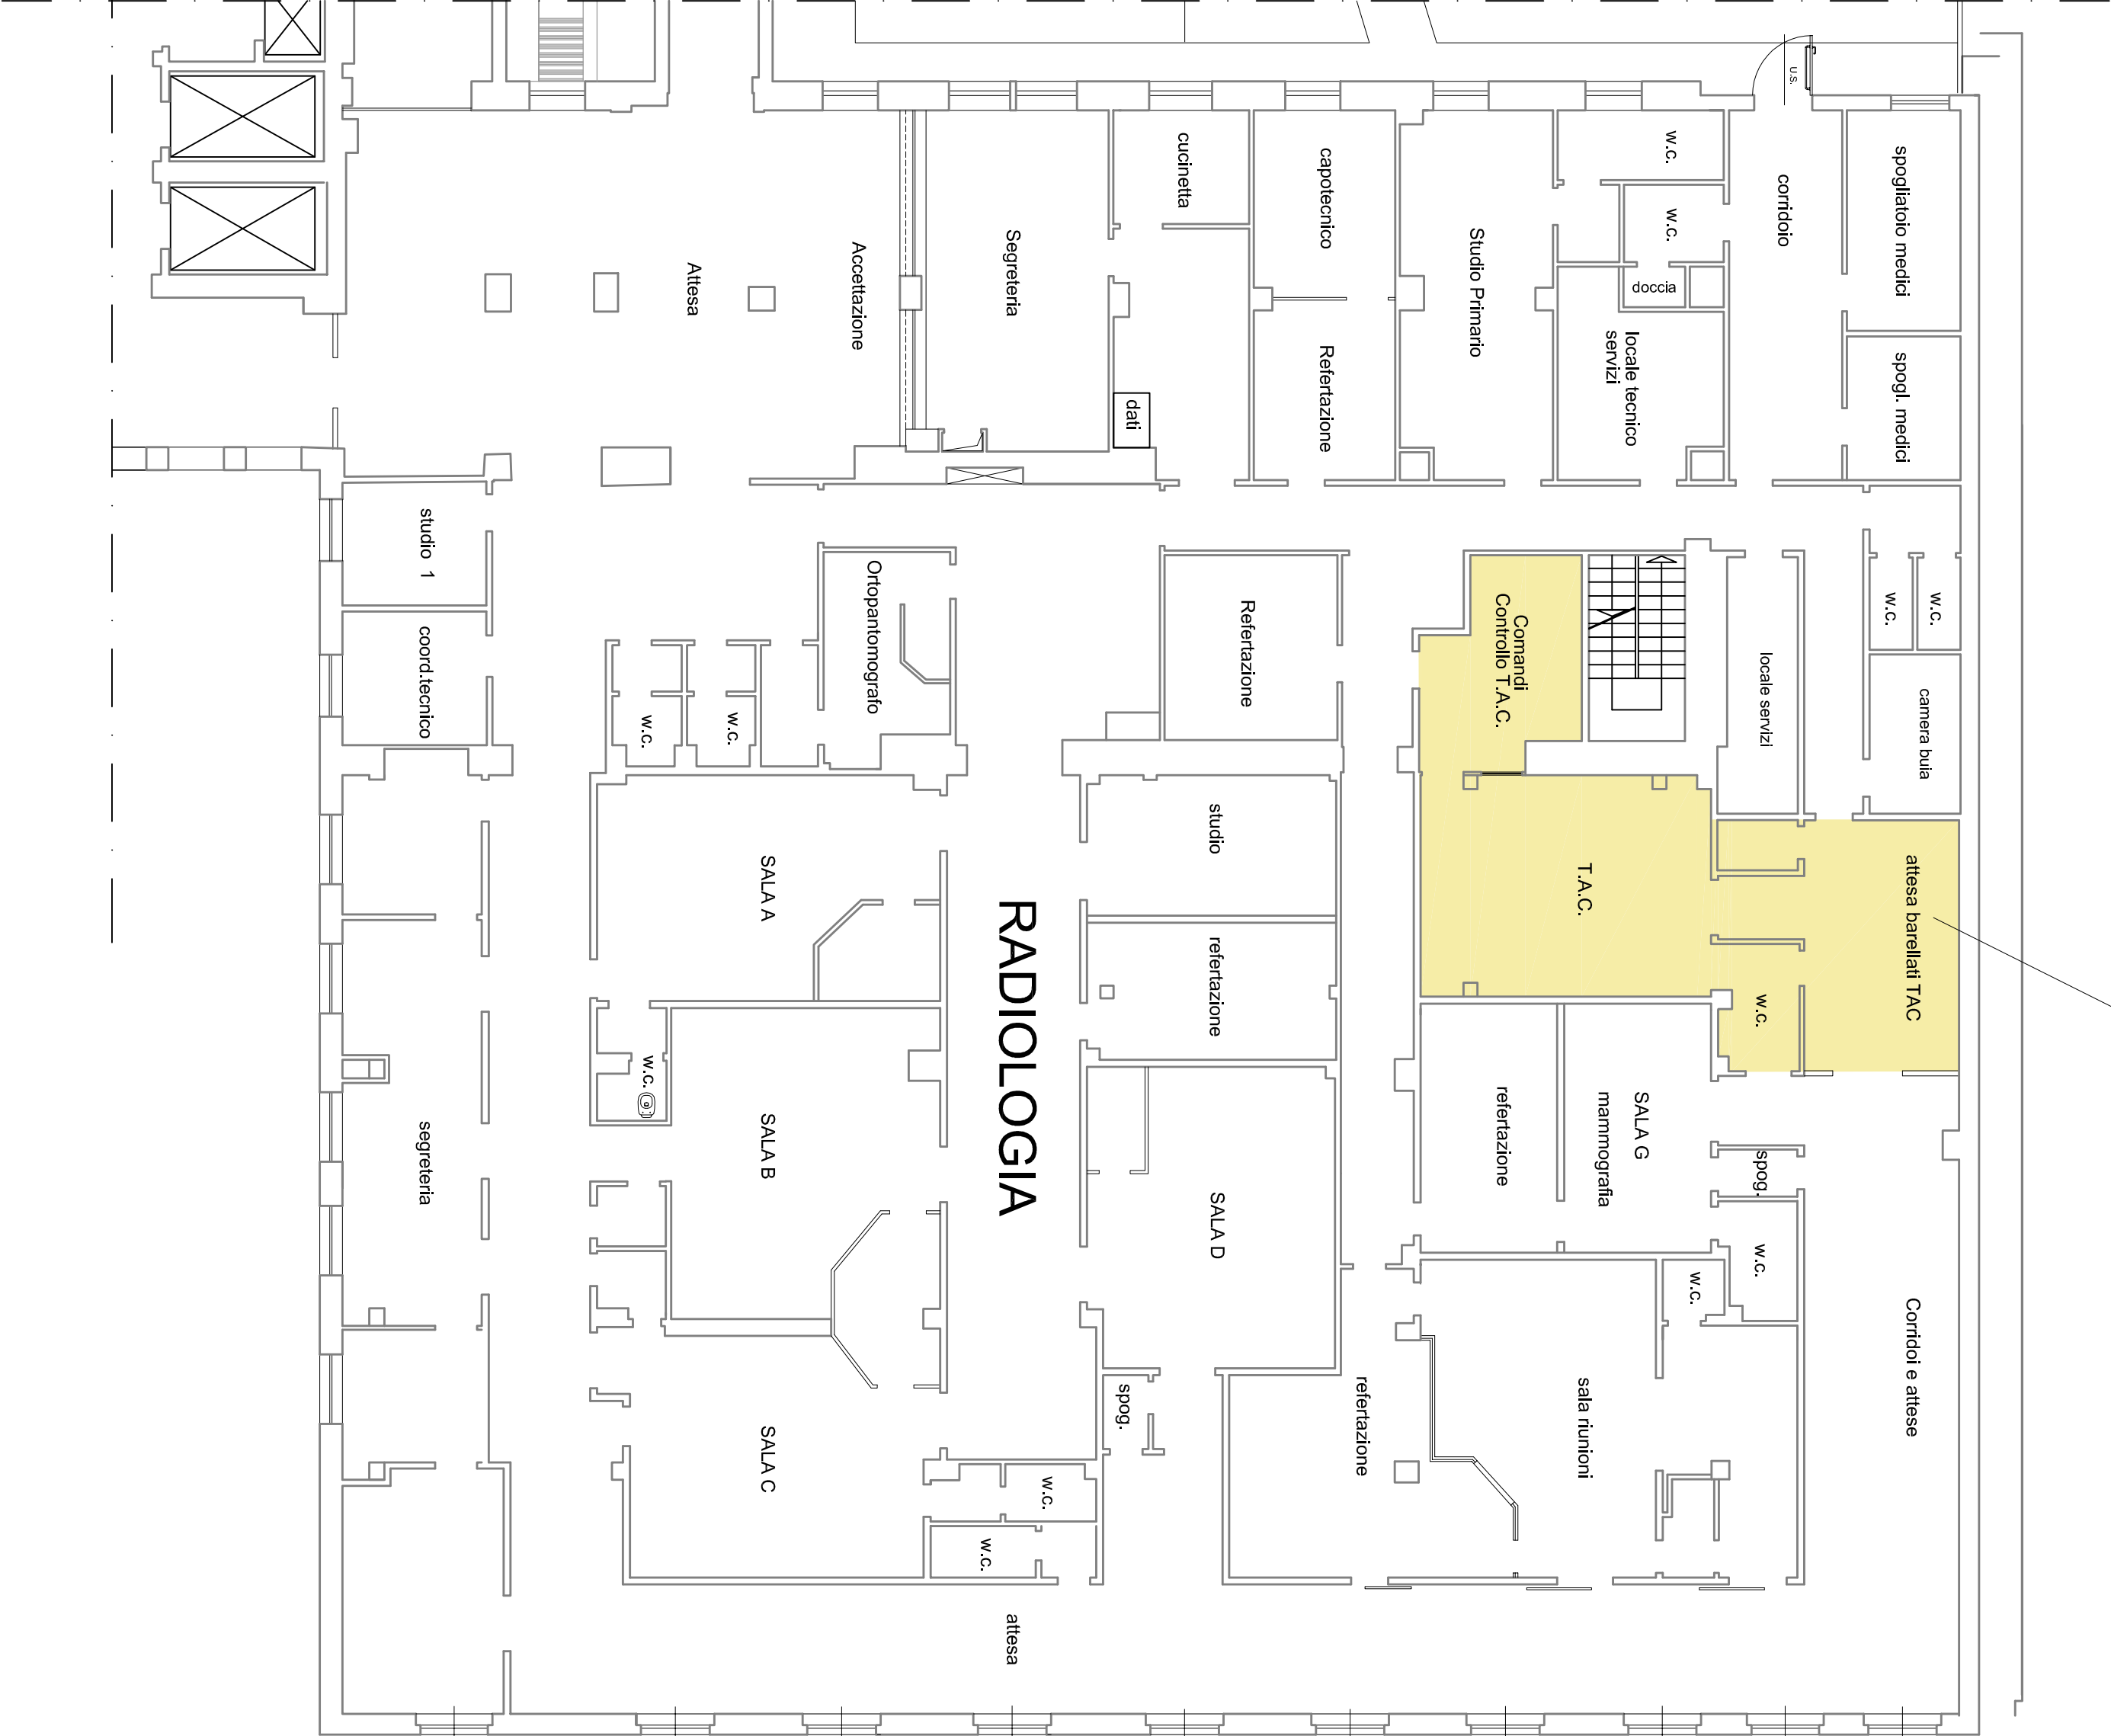 w.c.
camera buia
spogliatoio medici
spogl. medici
attesa barellati TAC
Corridoi e attese
w.c.
U.S.
corridoio
locale servizi
w.c.
spog.
w.c.
w.c.
w.c.
w.c.
doccia
locale tecnico
servizi
SALA G
mammografia
T.A.C.
sala riunioni
Comandi
Controllo T.A.C.
refertazione
Studio Primario
refertazione
capotecnico
Refertazione
Refertazione
studio
refertazione
SALA D
cucinetta
dati
spog.
w.c.
Segreteria
RADIOLOGIA
attesa
w.c.
Accettazione
Ortopantomografo
SALA A
SALA B
SALA C
w.c.
Attesa
w.c.
w.c.
studio 1
coord.tecnico
segreteria